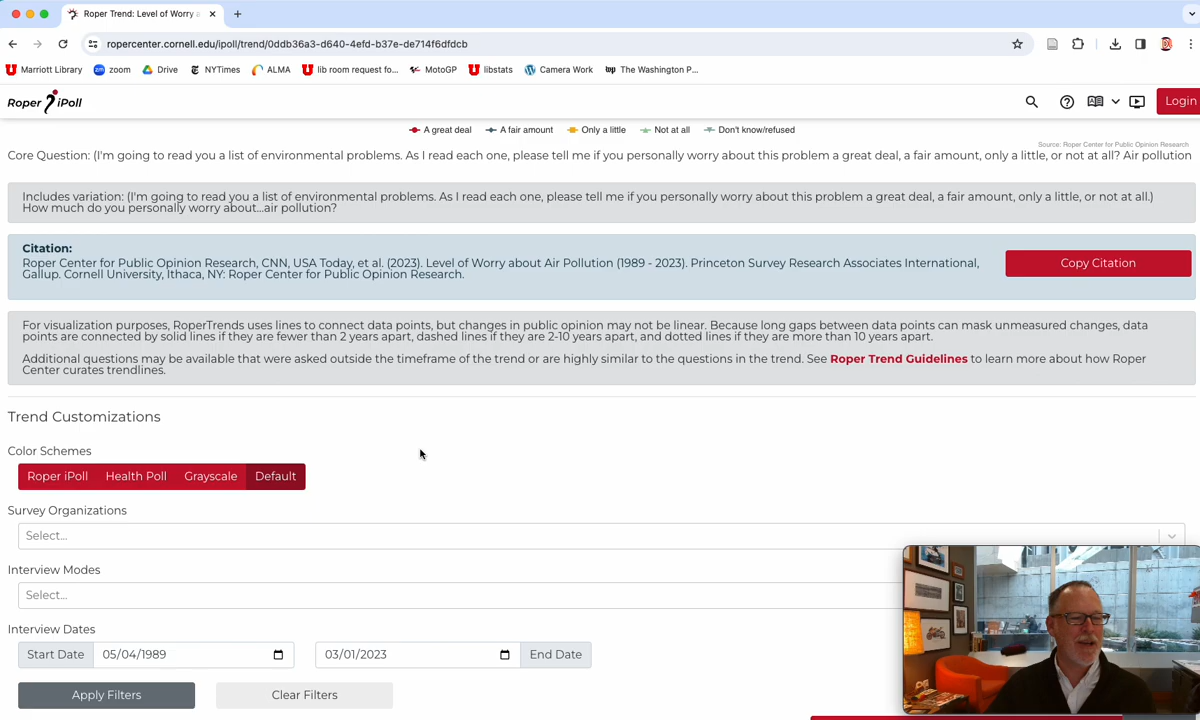 Roper Trend: Level of Worry a
ropercenter.cornell.edu/ipoll/trend/0ddb36a3-d640-4efd-b37e-de714f6dfdcb
Marriott Library zoom Drive NYTimes ALMA lib room request fo... MotoGP libstats Camera Work The Washington P...
Roper iPoll Login
A great deal A fair amount Only a little Not at all Don't know/refused
Source: Roper Center for Public Opinion Research
Core Question: (I'm going to read you a list of environmental problems. As I read each one, please tell me if you personally worry about this problem a great deal, a fair amount, only a little, or not at all? Air pollution
Includes variation: (I'm going to read you a list of environmental problems. As I read each one, please tell me if you personally worry about this problem a great deal, a fair amount, only a little, or not at all.)
How much do you personally worry about...air pollution?
Citation:
Roper Center for Public Opinion Research, CNN, USA Today, et al. (2023). Level of Worry about Air Pollution (1989 - 2023). Princeton Survey Research Associates International,
Gallup. Cornell University, Ithaca, NY: Roper Center for Public Opinion Research.
Copy Citation
For visualization purposes, RoperTrends uses lines to connect data points, but changes in public opinion may not be linear. Because long gaps between data points can mask unmeasured changes, data
points are connected by solid lines if they are fewer than 2 years apart, dashed lines if they are 2-10 years apart, and dotted lines if they are more than 10 years apart.
Additional questions may be available that were asked outside the timeframe of the trend or are highly similar to the questions in the trend. See Roper Trend Guidelines to learn more about how Roper
Center curates trendlines.
Trend Customizations
Color Schemes
Roper iPoll Health Poll Grayscale Default
Survey Organizations
Select...
Interview Modes
Select...
Interview Dates
Start Date 05/04/1989 03/01/2023 End Date
Apply Filters Clear Filters